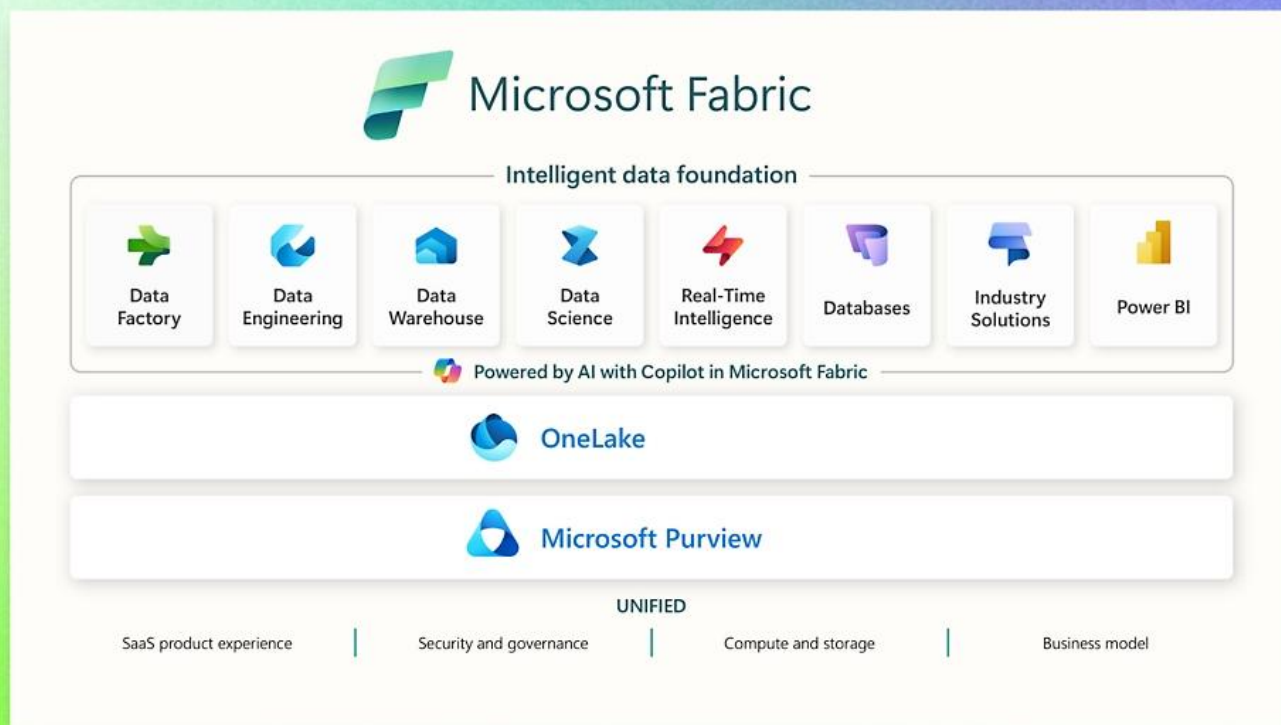 Microsoft Fabric
Intelligent data foundation
Data
Factory
Data
Engineering
Data
Warehouse
Data
Science
Real-Time
Intelligence
Databases
Industry
Solutions
Power BI
Powered by AI with Copilot in Microsoft Fabric
OneLake
Microsoft Purview
UNIFIED
SaaS product experience
Security and governance
Compute and storage
Business model